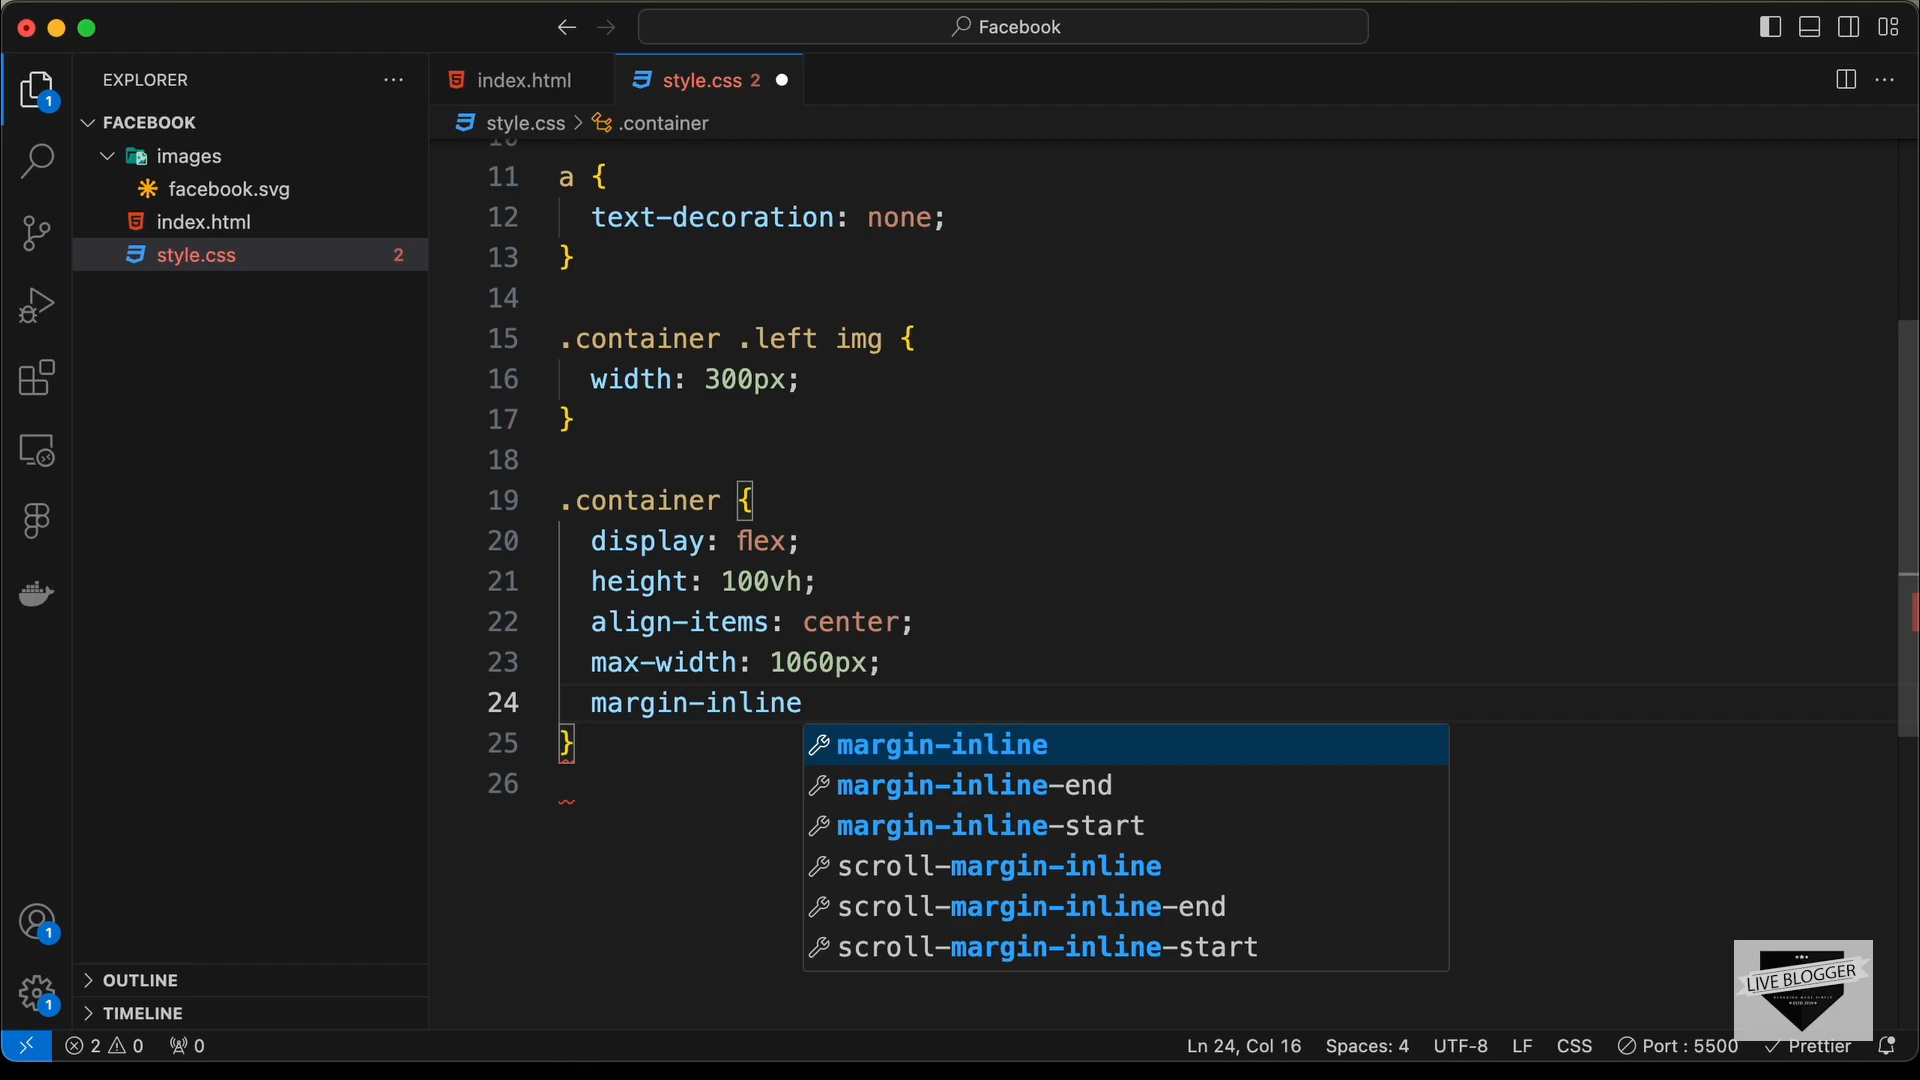 Facebook
EXPLORER
FACEBOOK
images
facebook.svg
index.html
style.css 2
OUTLINE
TIMELINE
1
1
1
index.html
style.css 2
style.css > .container
10
11 a {
12 text-decoration: none;
13 }
14
15 .container .left img {
16 width: 300px;
17 }
18
19 .container {
20 display: flex;
21 height: 100vh;
22 align-items: center;
23 max-width: 1060px;
24 margin-inline
25 }
26
margin-inline
margin-inline-end
margin-inline-start
scroll-margin-inline
scroll-margin-inline-end
scroll-margin-inline-start
LIVE BLOGGER
2 0 0
Ln 24, Col 16 Spaces: 4 UTF-8 LF CSS Port : 5500 Prettier